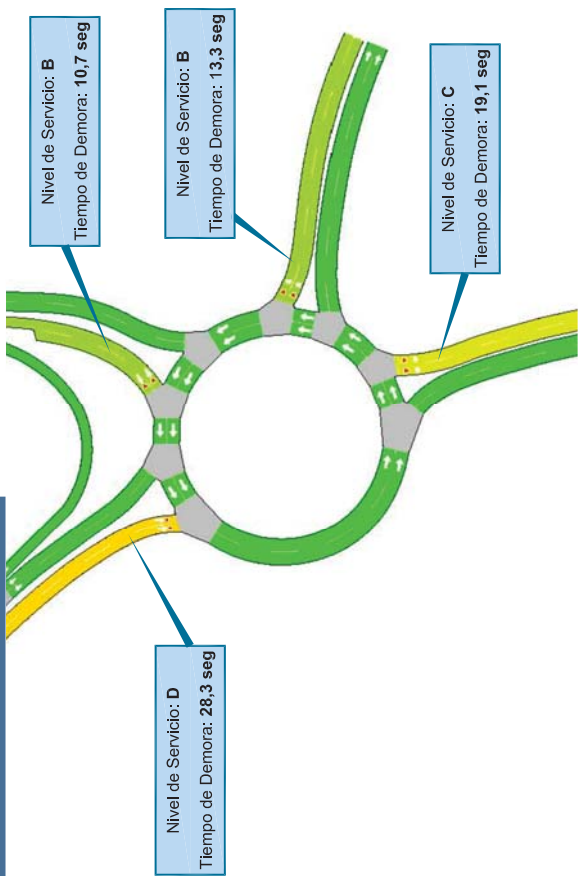 Nivel de Servicio: B
Tiempo de Demora: 10,7 seg
Nivel de Servicio: B
Tiempo de Demora: 13,3 seg
Nivel de Servicio: C
Tiempo de Demora: 19,1 seg
Nivel de Servicio: D
Tiempo de Demora: 28,3 seg